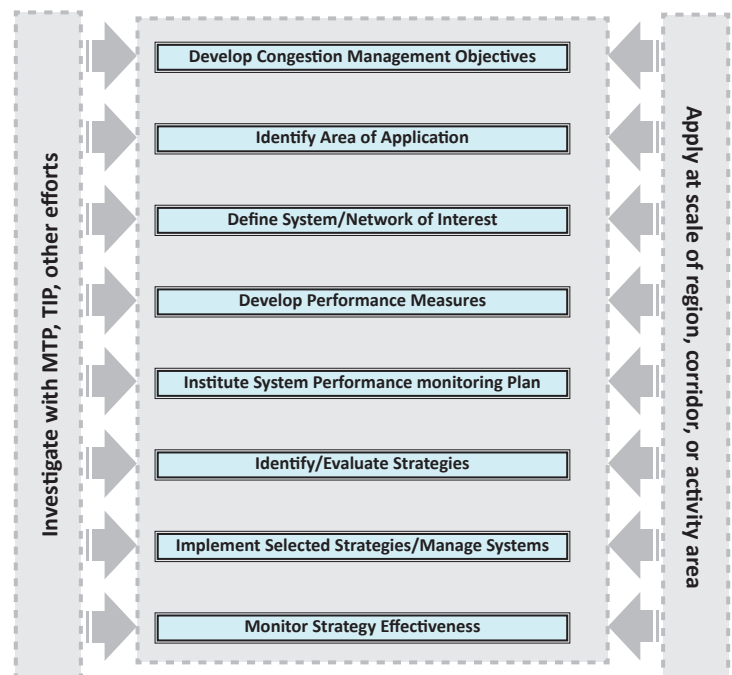 Investigate with MTP, TIP, other efforts
Develop Congestion Management Objectives
Identify Area of Application
Define System/Network of Interest
Develop Performance Measures
Institute System Performance monitoring Plan
Identify/Evaluate Strategies
Implement Selected Strategies/Manage Systems
Monitor Strategy Effectiveness
Apply at scale of region, corridor, or activity area